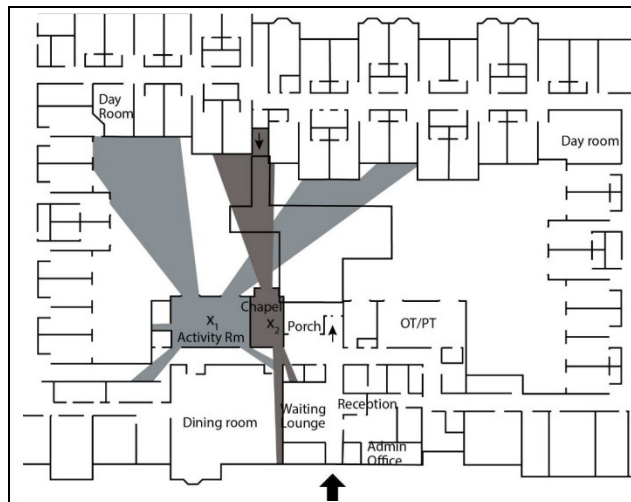 Day
Room
Day room
Chapel
X1
Activity Rm
X2
Porch
OT/PT
Dining room
Waiting
Lounge
Reception
Admin
Office